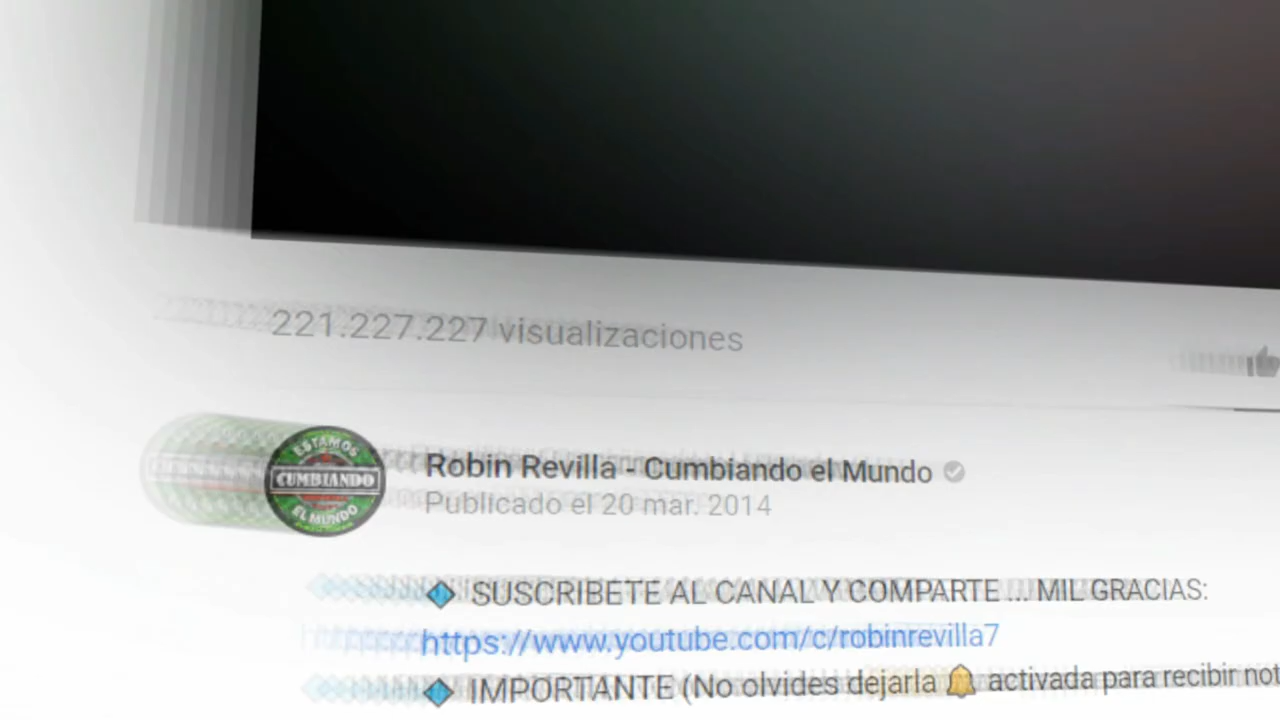 221.227.227 visualizaciones
ESTAMOS
CUMBIANDO
EL MUNDO
Robin Revilla - Cumbiando el Mundo
Publicado el 20 mar. 2014
SUSCRIBETE AL CANAL Y COMPARTE ... MIL GRACIAS:
https://www.youtube.com/c/robinrevilla7
IMPORTANTE (No olvides dejarla 🔔 activada para recibir not